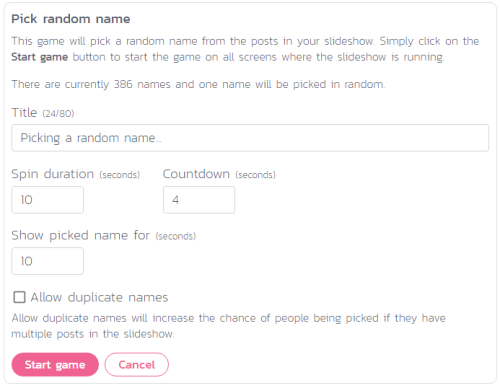 Pick random name
This game will pick a random name from the posts in your slideshow. Simply click on the
Start game button to start the game on all screens where the slideshow is running.
There are currently 386 names and one name will be picked in random.
Title (24/80)
Picking a random name...
Spin duration (seconds) Countdown (seconds)
10 4
Show picked name for (seconds)
10
Allow duplicate names
Allow duplicate names will increase the chance of people being picked if they have
multiple posts in the slideshow.
Start game Cancel